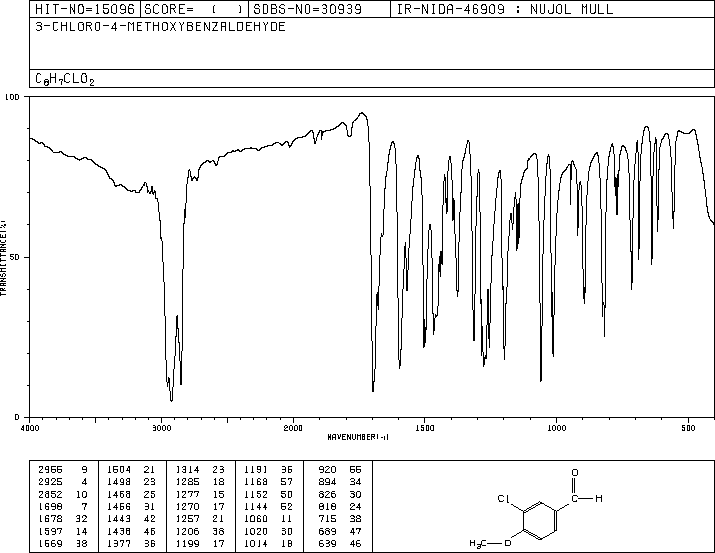 HIT-NO=15096 SCORE= ( ) SDBS-NO=30939 IR-NIDA-46909 : NUJOL MULL
3-CHLORO-4-METHOXYBENZALDEHYDE
C8H7CLO2
100
50
0
TRANSMITTANCE(%)
4000 3000 2000 1500 1000 500
WAVENUMBER(-1)
2955 9 1504 21 1314 23 1191 36 920 55
2925 4 1498 23 1285 18 1168 57 894 34
2852 10 1468 25 1277 15 1152 50 826 30
1698 7 1456 31 1270 17 1144 52 818 24
1678 32 1443 42 1257 21 1060 11 715 38
1597 14 1438 46 1206 38 1020 30 689 47
1569 38 1377 36 1199 17 1014 18 639 46
O
Cl
C H
H3C O